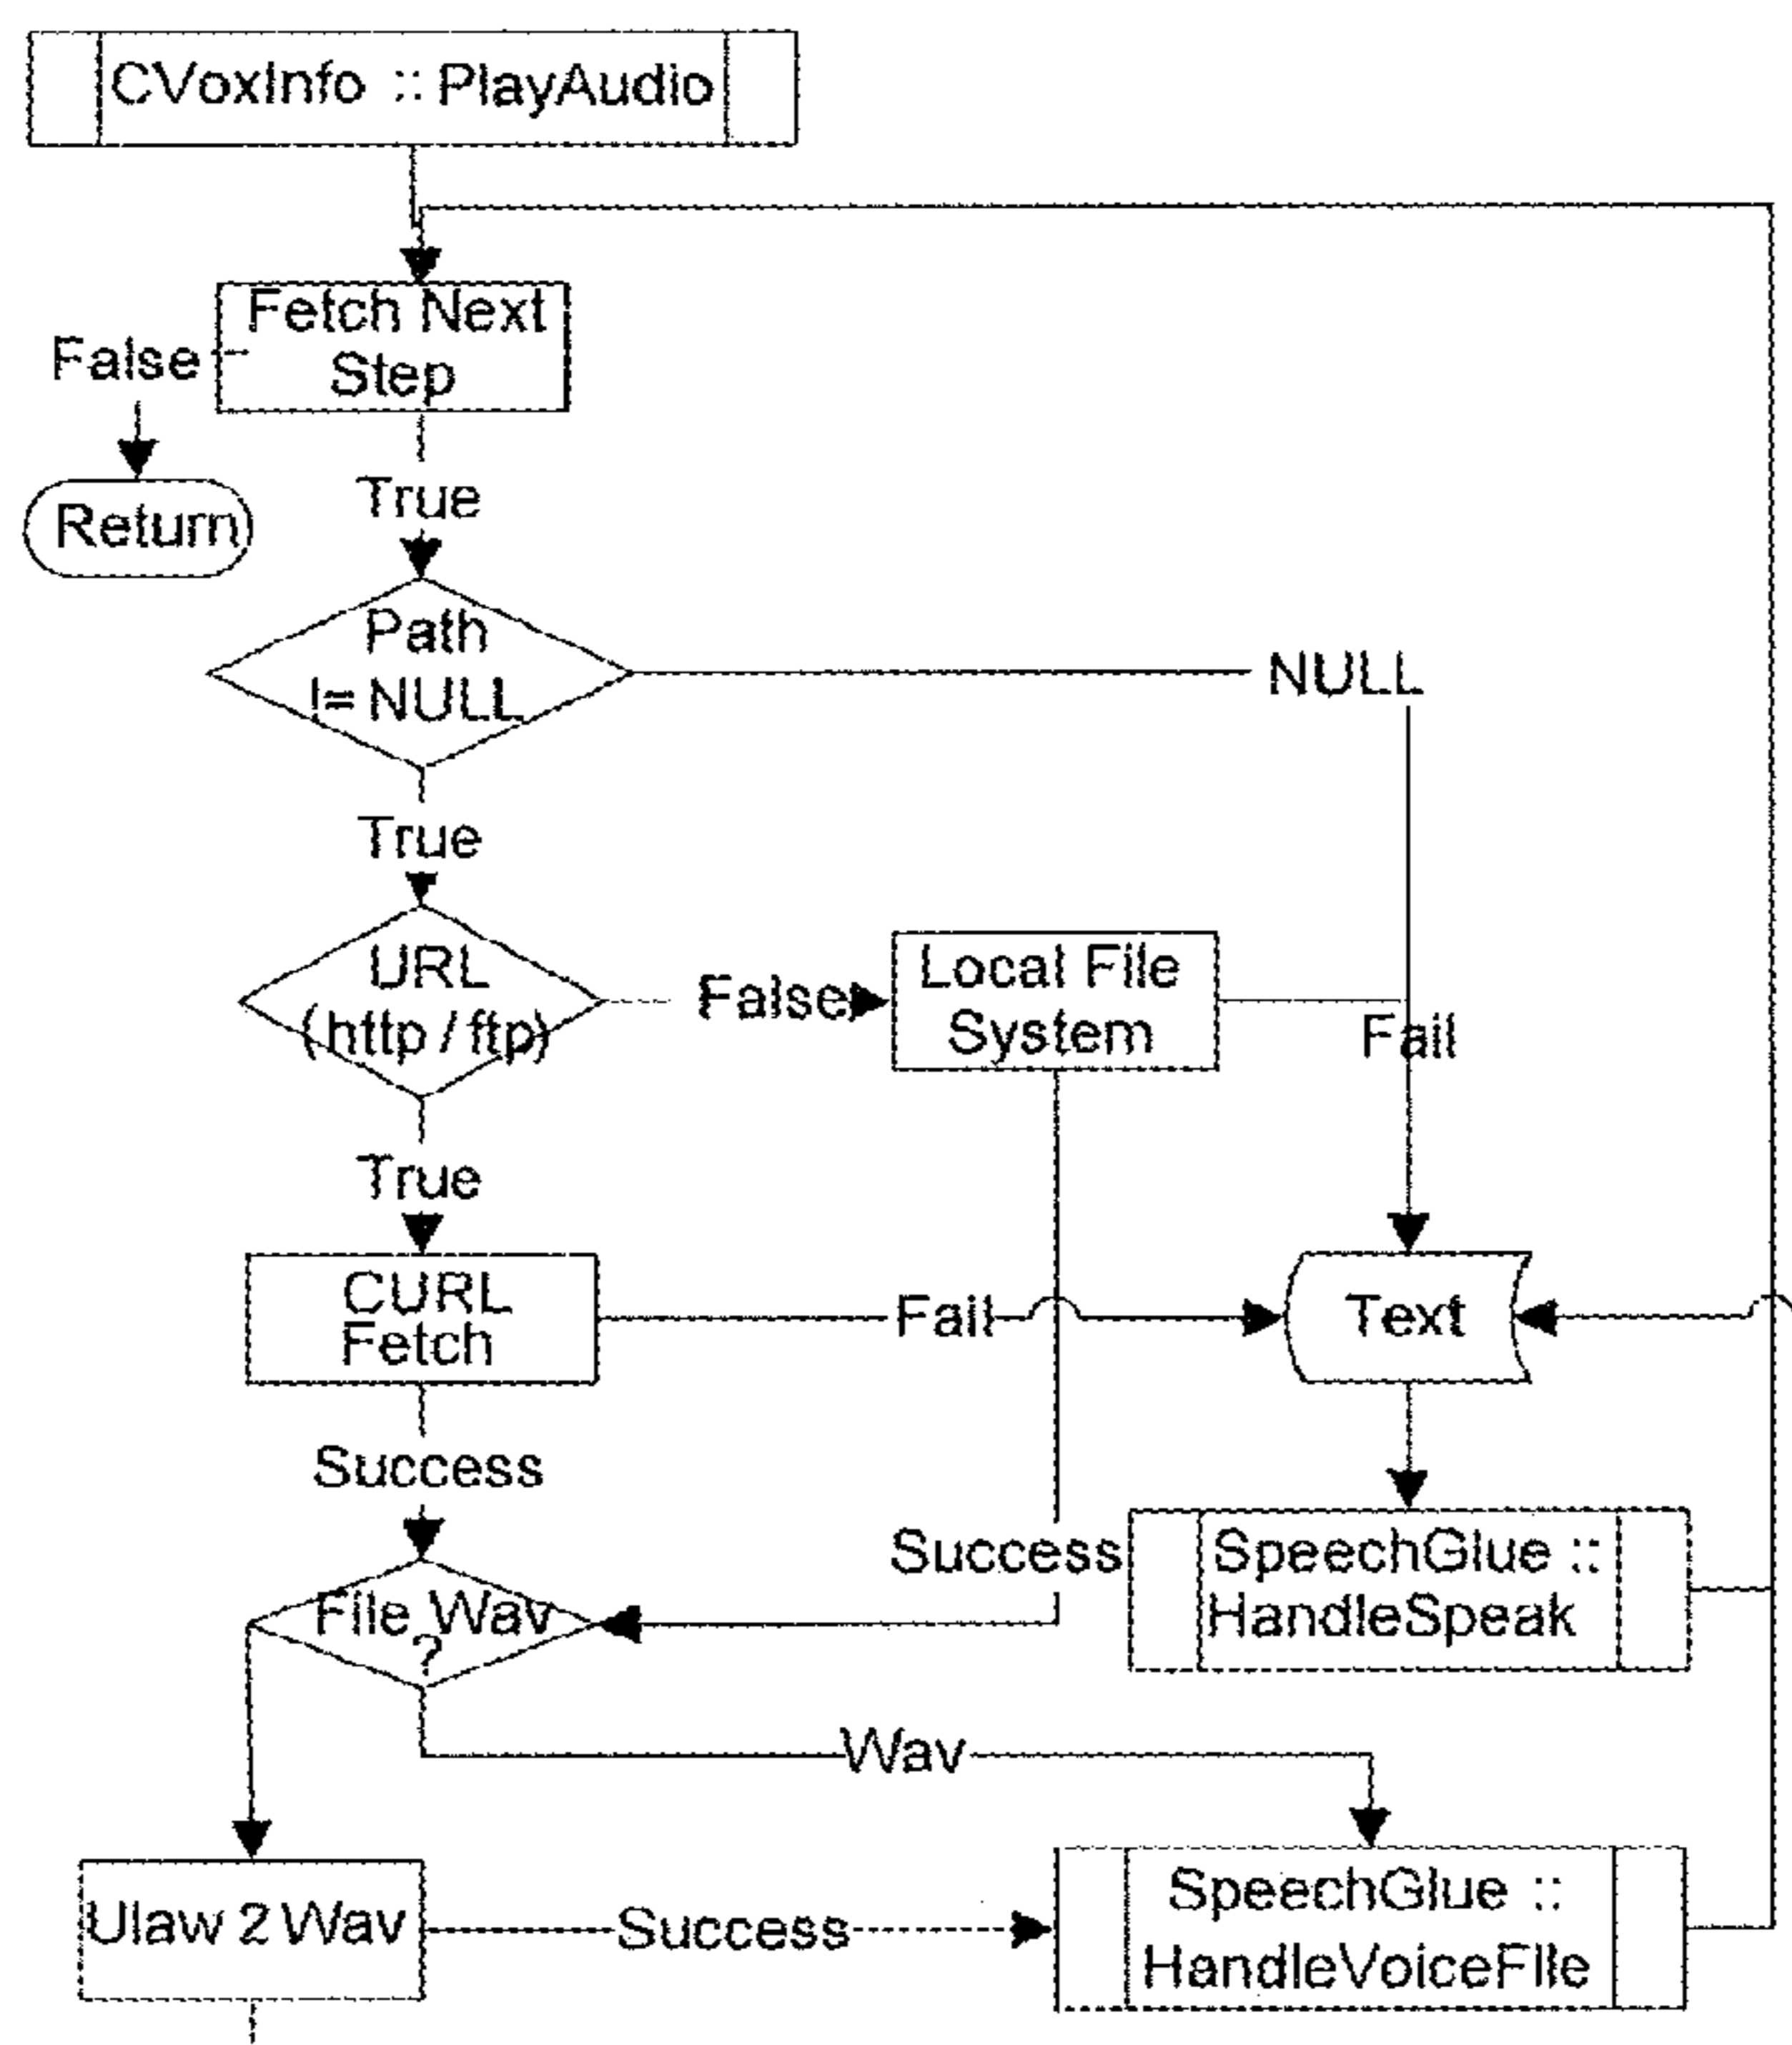 CVoxInfo :: PlayAudio
Fetch Next
Step
False
Return
True
Path
!= NULL
NULL
True
URL
(http / ftp)
False
Local File
System
Fail
True
CURL
Fetch
Fail
Text
Success
Success
SpeechGlue ::
HandleSpeak
File Wav
?
Wav
Ulaw 2 Wav
Success
SpeechGlue ::
HandleVoiceFile